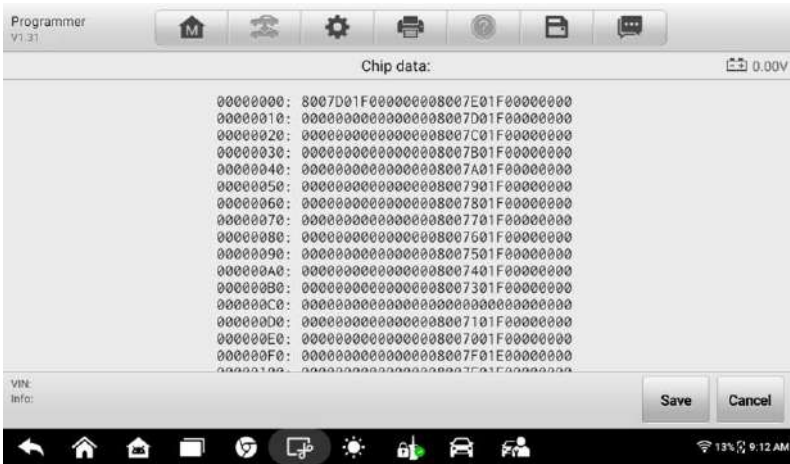 Programmer
V1.31
M
Chip data:
0.00V
00000000: 8007D01F000000008007E01F00000000
00000010: 00000000000000008007D01F00000000
00000020: 00000000000000008007C01F00000000
00000030: 00000000000000008007B01F00000000
00000040: 00000000000000008007A01F00000000
00000050: 00000000000000008007901F00000000
00000060: 00000000000000008007801F00000000
00000070: 00000000000000008007701F00000000
00000080: 00000000000000008007601F00000000
00000090: 00000000000000008007501F00000000
000000A0: 00000000000000008007401F00000000
000000B0: 00000000000000008007301F00000000
000000C0: 00000000000000000000000000000000
000000D0: 00000000000000008007101F00000000
000000E0: 00000000000000008007001F00000000
000000F0: 00000000000000008007F01E00000000
VIN:
Info:
Save
Cancel
13% 9:12 AM